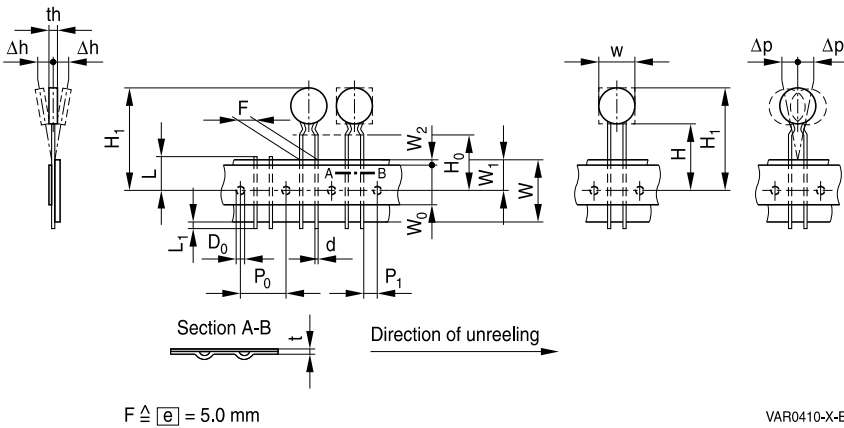 th
Δh Δh
H₁
L
L₁
F
D₀
P₀
d
P₁
A B
W₂
H₀
W₁
W
W₀
w
H
H₁
Δp Δp
Section A-B
t
Direction of unreeling
F ≙ e = 5.0 mm
VAR0410-X-E